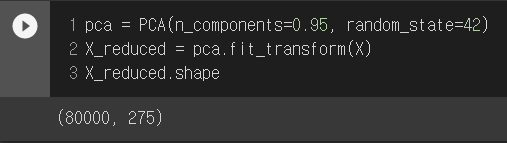 1 pca = PCA(n_components=0.95, random_state=42)
2 X_reduced = pca.fit_transform(X)
3 X_reduced.shape
(80000, 275)